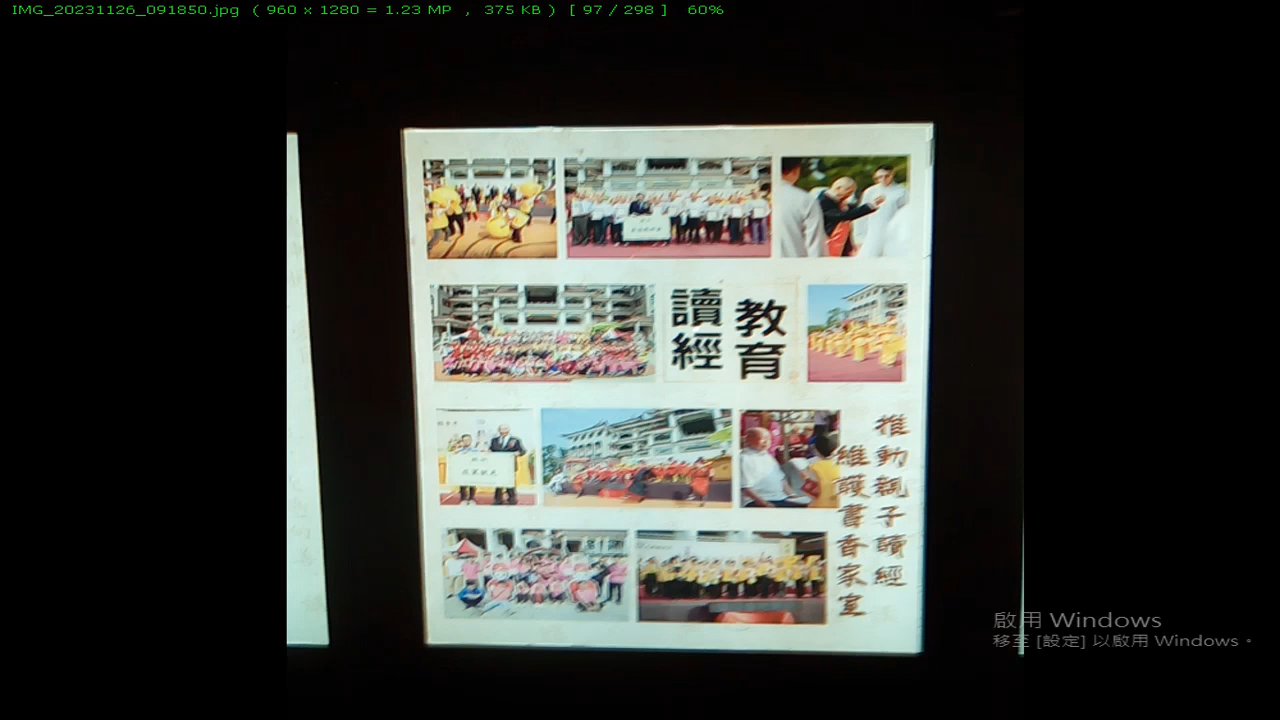 IMG_20231126_091850.jpg ( 960 x 1280 = 1.23 MP , 375 KB ) [ 97 / 298 ] 60%
讀經
教育
推動親子讀經
維護書香家室
啟用 Windows
移至 [設定] 以啟用 Windows。